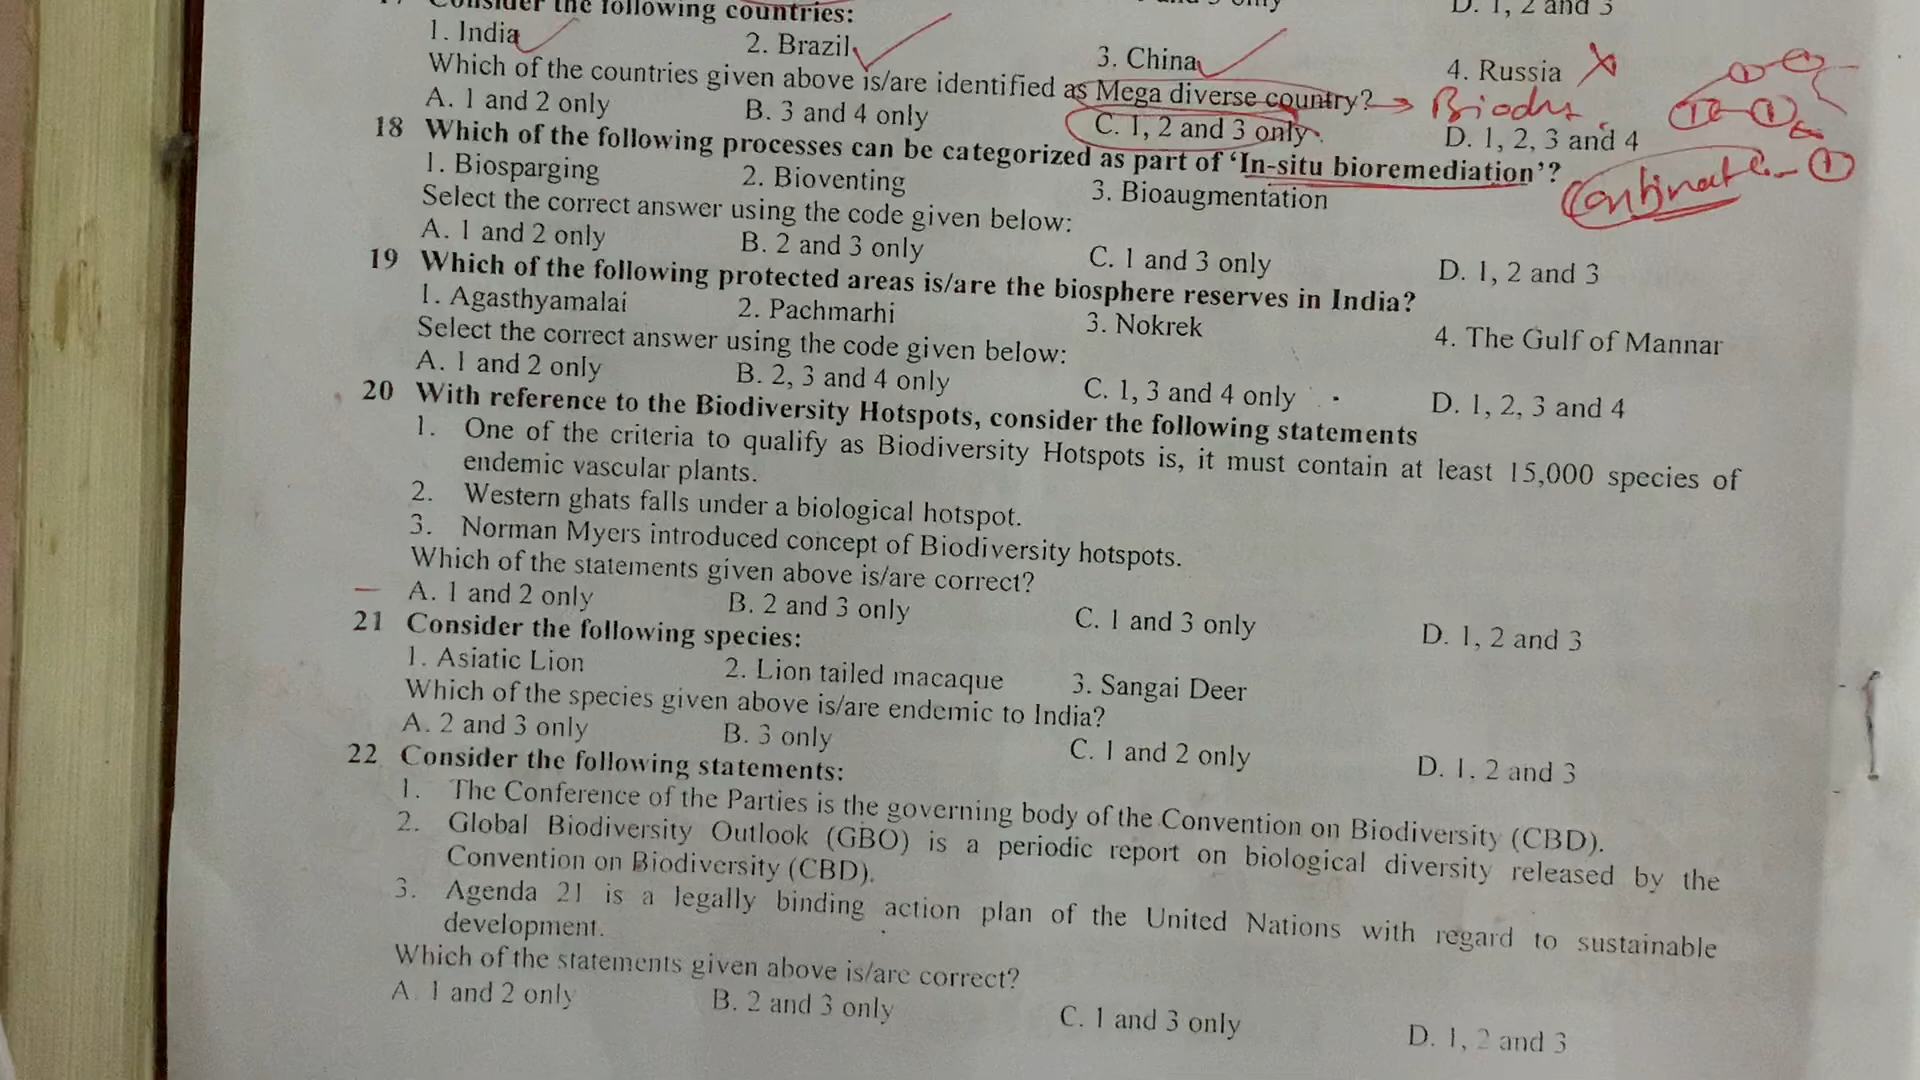 17 Consider the following countries:
D. 1, 2 and 3
1. India 2. Brazil 3. China 4. Russia
Which of the countries given above is/are identified as Mega diverse country?
A. 1 and 2 only B. 3 and 4 only C. 1, 2 and 3 only D. 1, 2, 3 and 4
18 Which of the following processes can be categorized as part of ‘In-situ bioremediation’?
1. Biosparging 2. Bioventing 3. Bioaugmentation
Select the correct answer using the code given below:
A. 1 and 2 only B. 2 and 3 only C. 1 and 3 only D. 1, 2 and 3
19 Which of the following protected areas is/are the biosphere reserves in India?
1. Agasthyamalai 2. Pachmarhi 3. Nokrek 4. The Gulf of Mannar
Select the correct answer using the code given below:
A. 1 and 2 only B. 2, 3 and 4 only C. 1, 3 and 4 only D. 1, 2, 3 and 4
20 With reference to the Biodiversity Hotspots, consider the following statements
1. One of the criteria to qualify as Biodiversity Hotspots is, it must contain at least 15,000 species of
endemic vascular plants.
2. Western ghats falls under a biological hotspot.
3. Norman Myers introduced concept of Biodiversity hotspots.
Which of the statements given above is/are correct?
A. 1 and 2 only B. 2 and 3 only C. 1 and 3 only D. 1, 2 and 3
21 Consider the following species:
1. Asiatic Lion 2. Lion tailed macaque 3. Sangai Deer
Which of the species given above is/are endemic to India?
A. 2 and 3 only B. 3 only C. 1 and 2 only D. 1, 2 and 3
22 Consider the following statements:
1. The Conference of the Parties is the governing body of the Convention on Biodiversity (CBD).
2. Global Biodiversity Outlook (GBO) is a periodic report on biological diversity released by the
Convention on Biodiversity (CBD).
3. Agenda 21 is a legally binding action plan of the United Nations with regard to sustainable
development.
Which of the statements given above is/are correct?
A. 1 and 2 only B. 2 and 3 only C. 1 and 3 only D. 1, 2 and 3